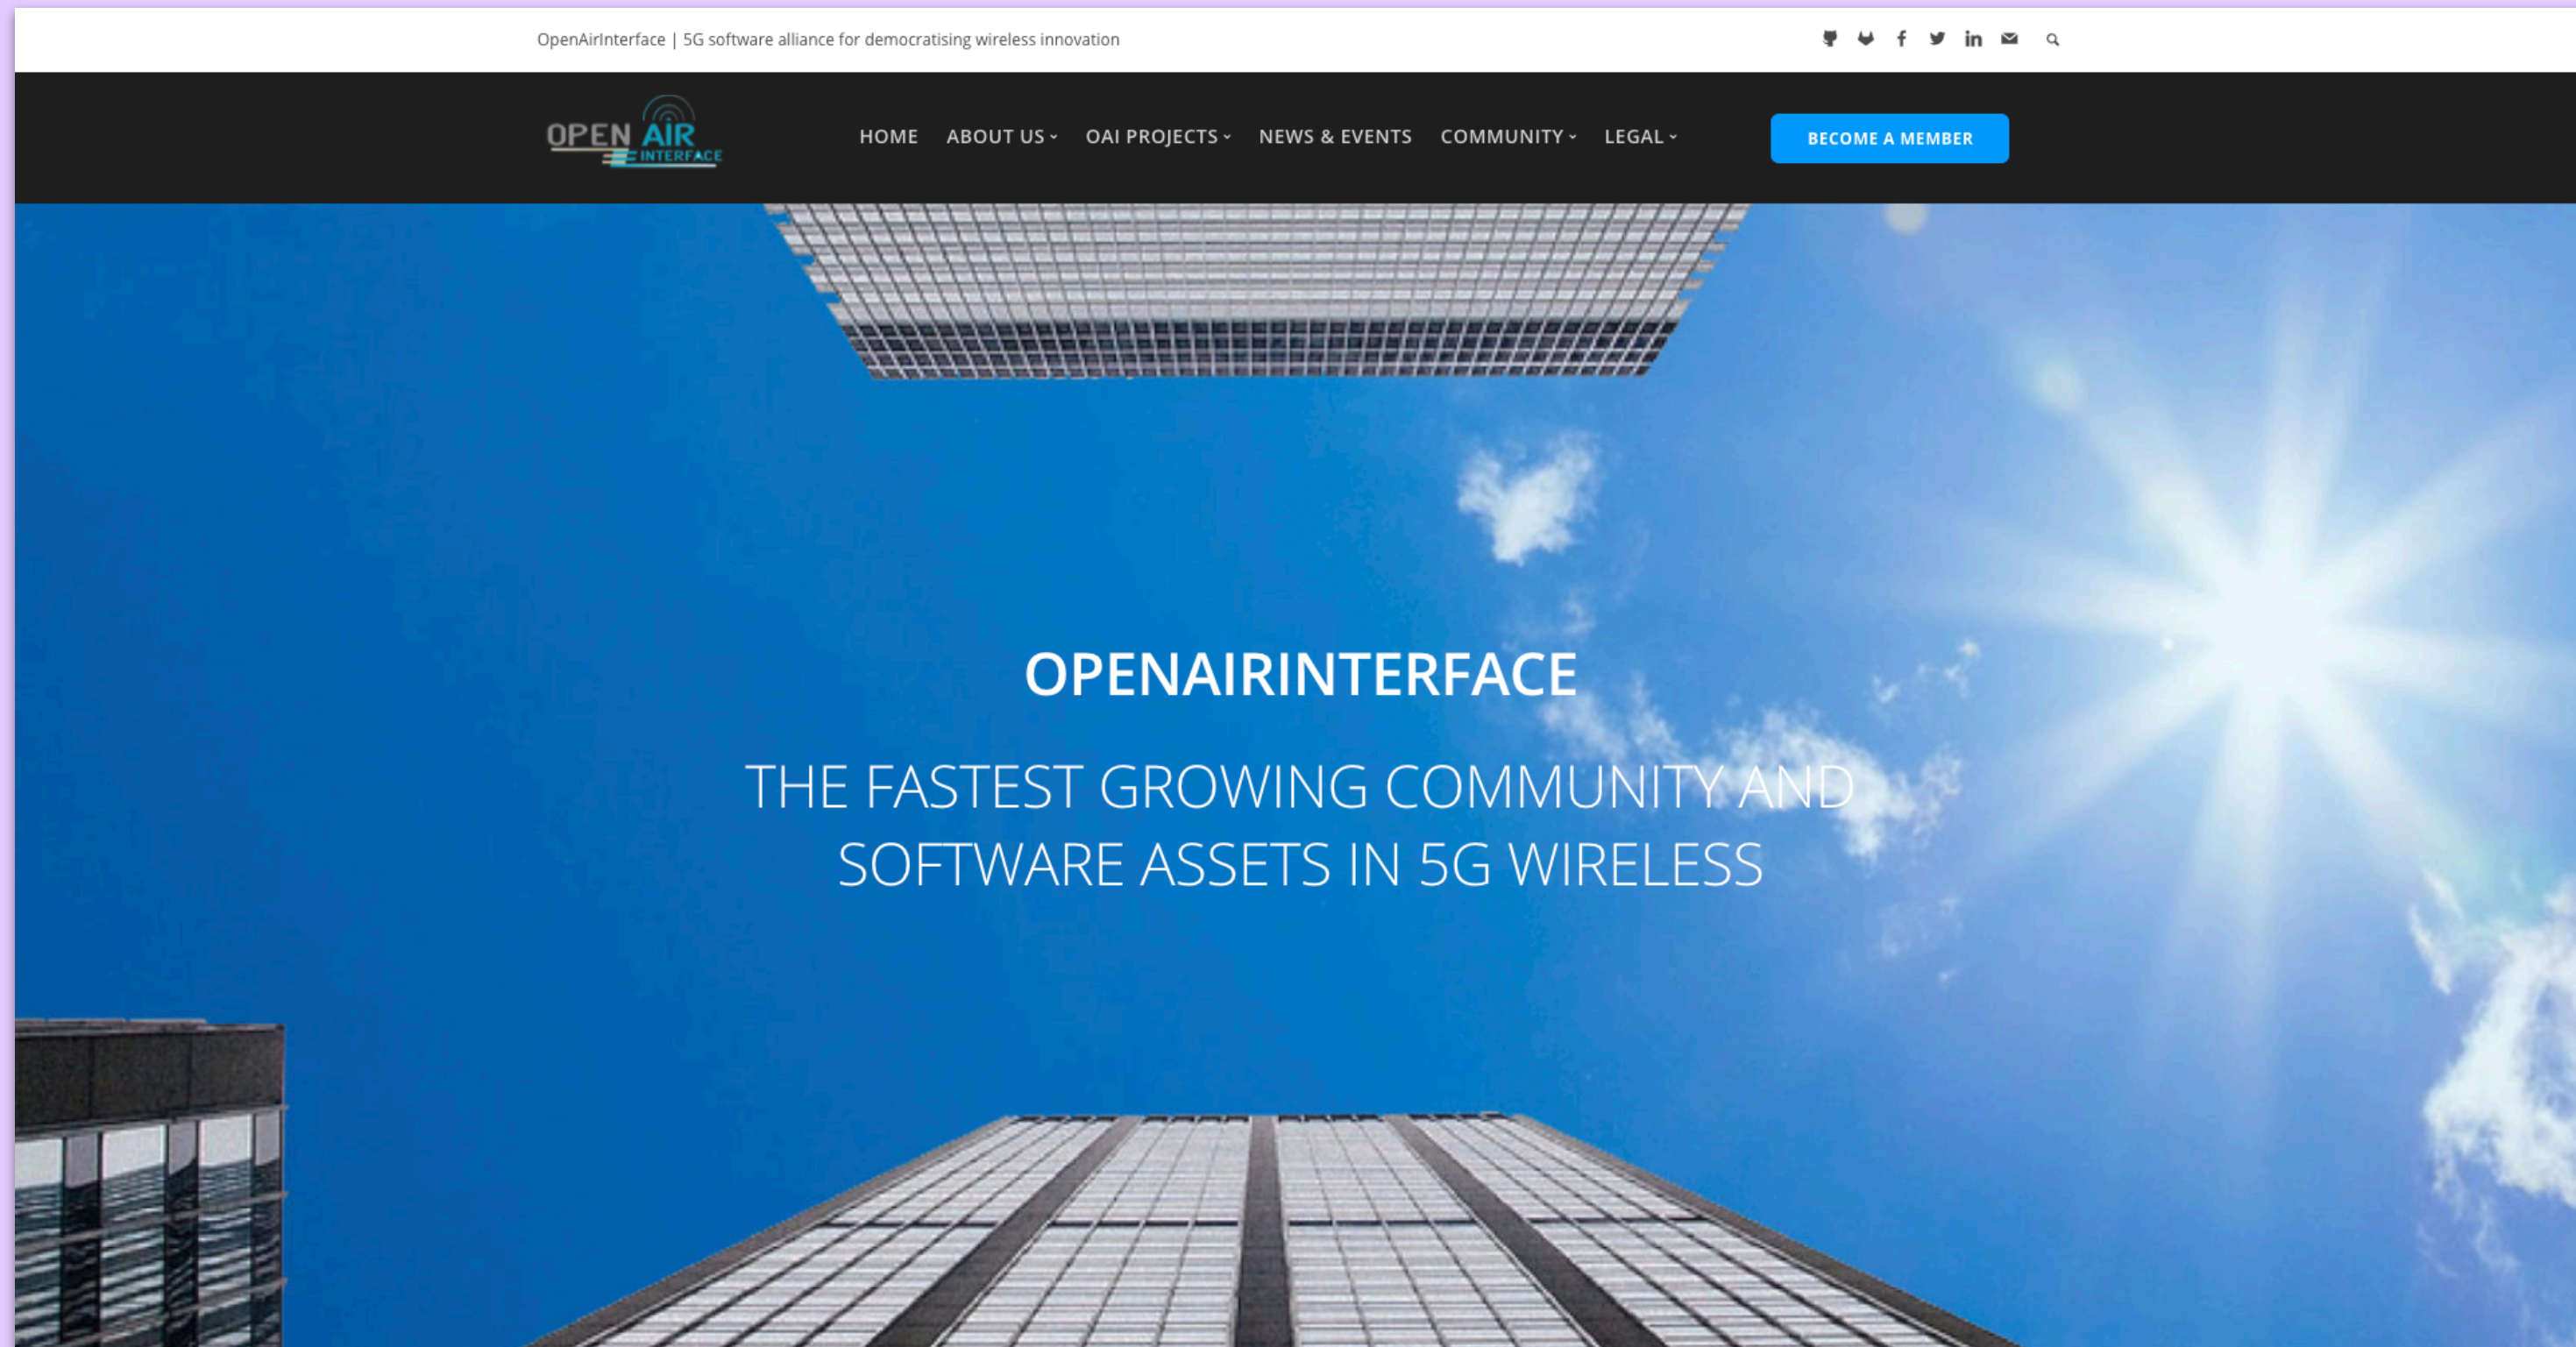 OpenAirInterface | 5G software alliance for democratising wireless innovation
OPEN AIR
INTERFACE
HOME ABOUT US OAI PROJECTS NEWS & EVENTS COMMUNITY LEGAL
BECOME A MEMBER
OPENAIRINTERFACE
THE FASTEST GROWING COMMUNITY AND
SOFTWARE ASSETS IN 5G WIRELESS